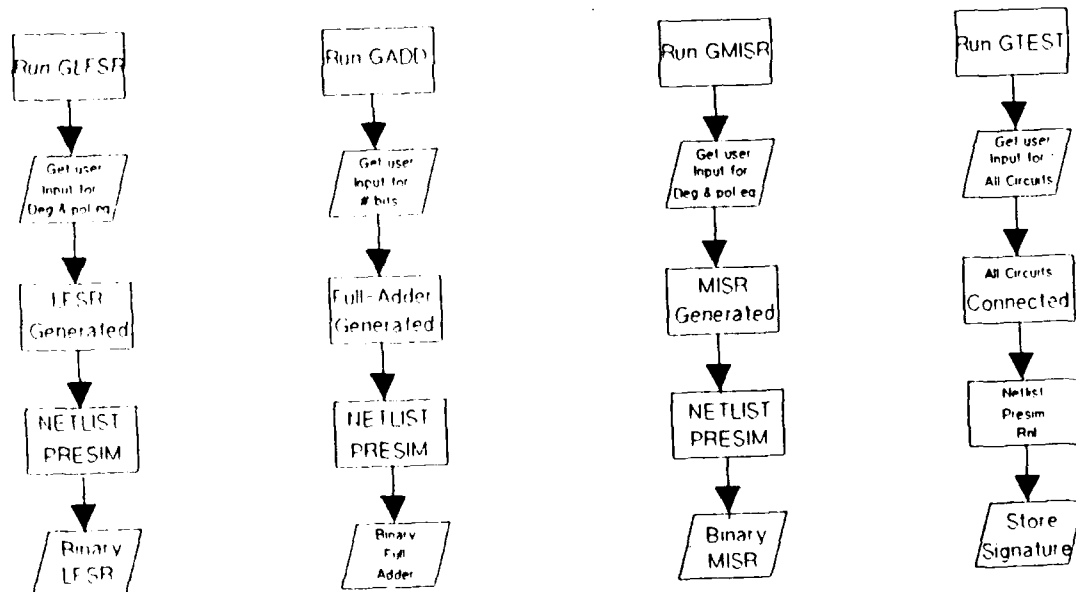 Run GLFSR
Get user
Input for
Deg & pol eq
LFSR
Generated
NETLIST
PRESIM
Binary
LFSR
Run GADD
Get user
Input for
# bits
Full-Adder
Generated
NETLIST
PRESIM
Binary
Full
Adder
Run GMISR
Get user
Input for
Deg & pol eq
MISR
Generated
NETLIST
PRESIM
Binary
MISR
Run GTEST
Get user
Input for
All Circuits
All Circuits
Connected
Netlist
Presim
Rnl
Store
Signature